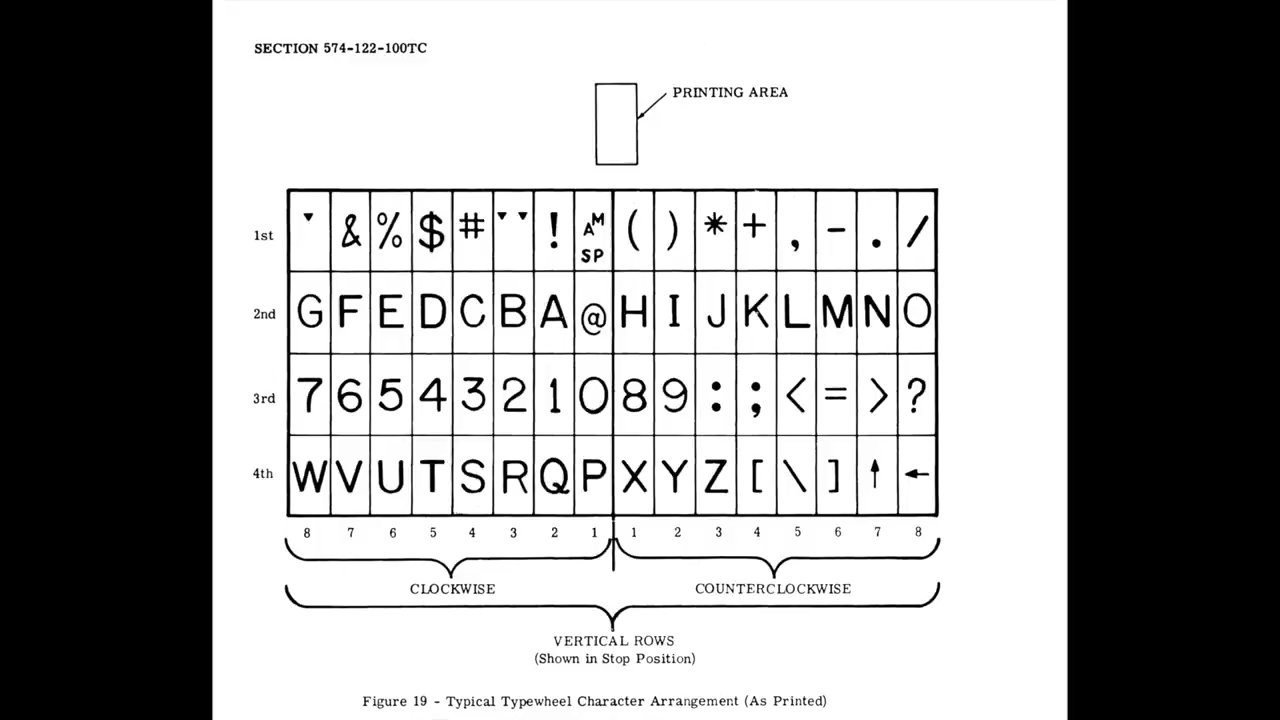 SECTION 574-122-100TC
PRINTING AREA
1st ' & % $ # " ! AM SP ( ) * + , - . /
2nd G F E D C B A @ H I J K L M N O
3rd 7 6 5 4 3 2 1 0 8 9 : ; < = > ?
4th W V U T S R Q P X Y Z [ \ ] ↑ ←
8 7 6 5 4 3 2 1 1 2 3 4 5 6 7 8
CLOCKWISE COUNTERCLOCKWISE
VERTICAL ROWS
(Shown in Stop Position)
Figure 19 - Typical Typewheel Character Arrangement (As Printed)